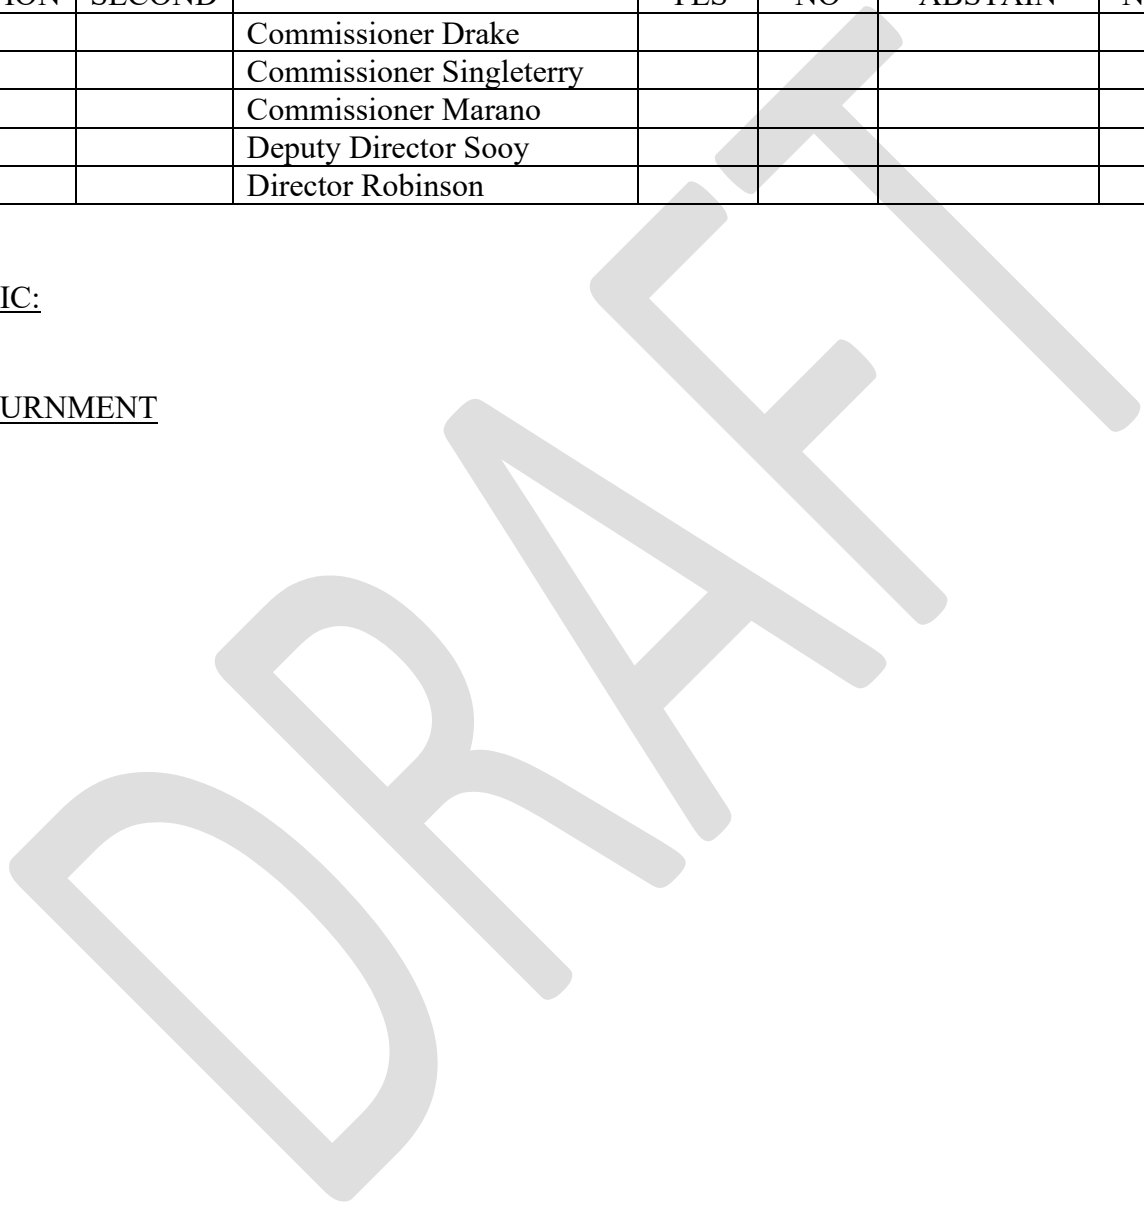 ION SECOND YES NO ABSTAIN N
Commissioner Drake
Commissioner Singleterry
Commissioner Marano
Deputy Director Sooy
Director Robinson
IC:
URNMENT
DRAFT